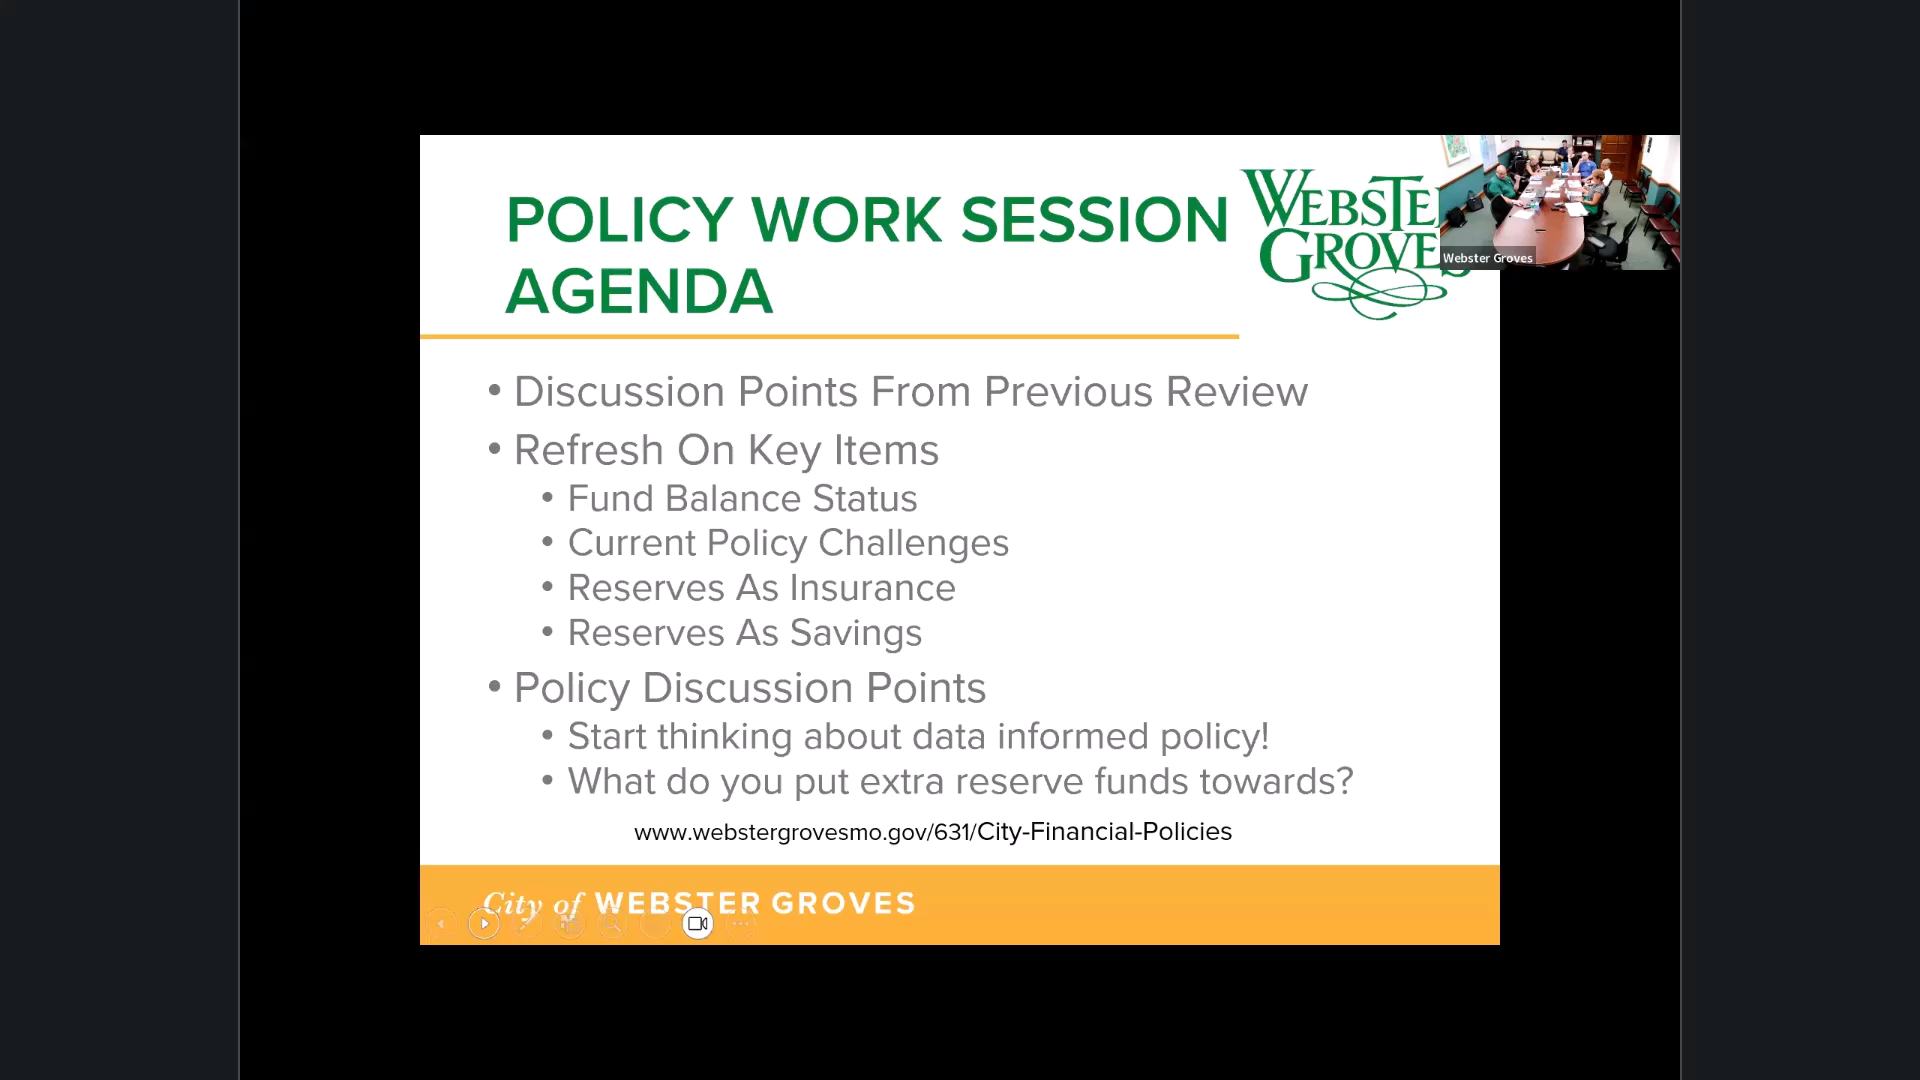 POLICY WORK SESSION
AGENDA
WEBSTE
GROVES
Webster Groves
• Discussion Points From Previous Review
• Refresh On Key Items
• Fund Balance Status
• Current Policy Challenges
• Reserves As Insurance
• Reserves As Savings
• Policy Discussion Points
• Start thinking about data informed policy!
• What do you put extra reserve funds towards?
www.webstergrovesmo.gov/631/City-Financial-Policies
City of WEBSTER GROVES